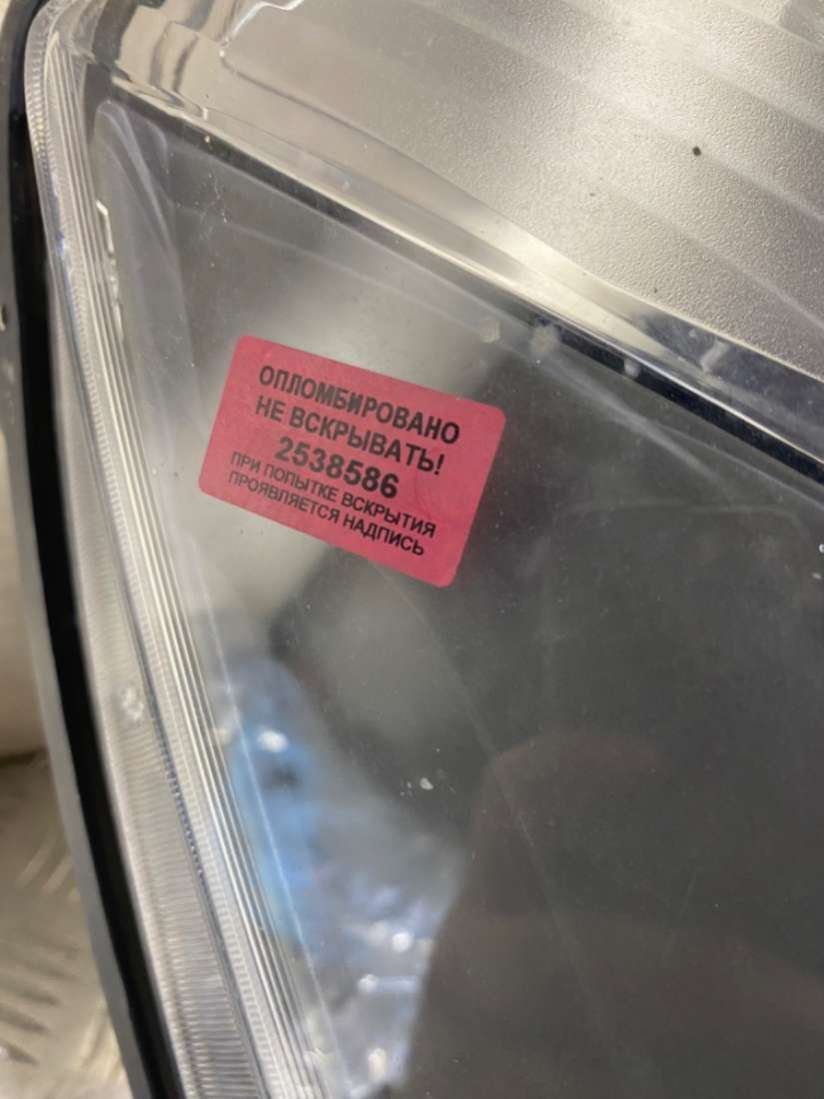 ОПЛОМБИРОВАНО
НЕ ВСКРЫВАТЬ!
2538586
ПРИ ПОПЫТКЕ ВСКРЫТИЯ
ПРОЯВЛЯЕТСЯ НАДПИСЬ